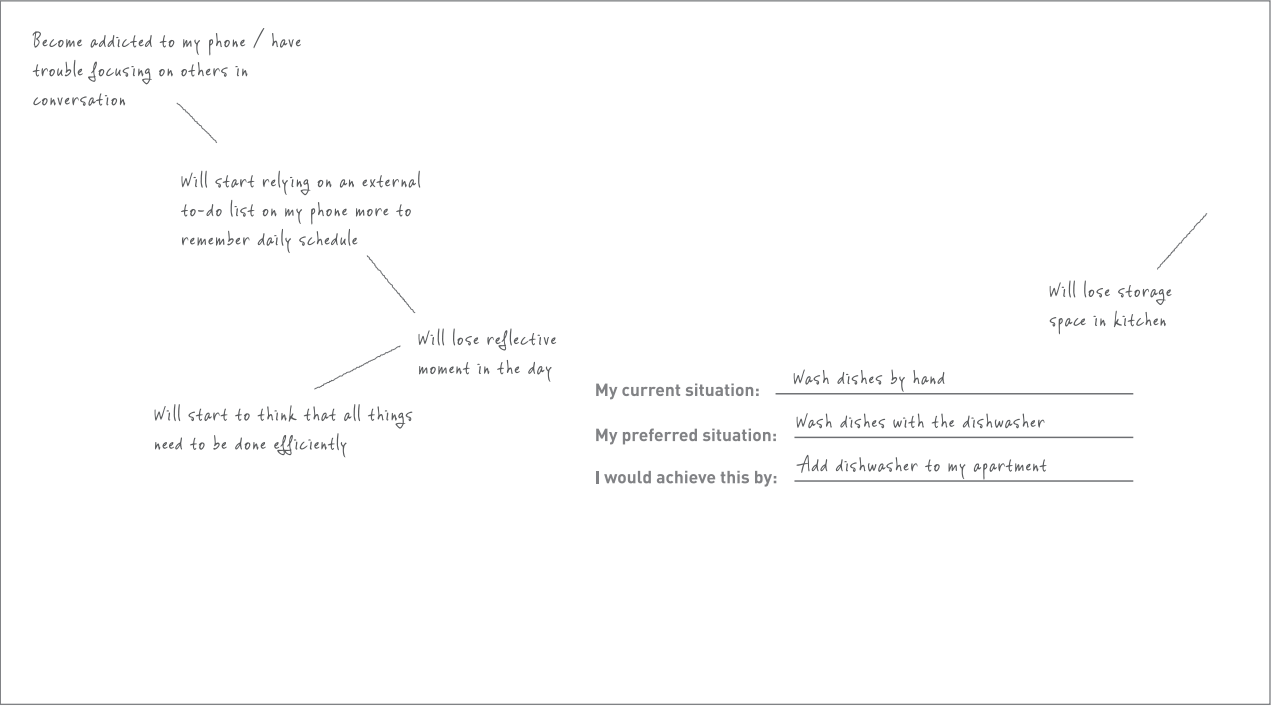 Become addicted to my phone / have
trouble focusing on others in
conversation
Will start relying on an external
to-do list on my phone more to
remember daily schedule
Will lose reflective
moment in the day
Will start to think that all things
need to be done efficiently
Will lose storage
space in kitchen
My current situation: Wash dishes by hand
My preferred situation: Wash dishes with the dishwasher
I would achieve this by: Add dishwasher to my apartment